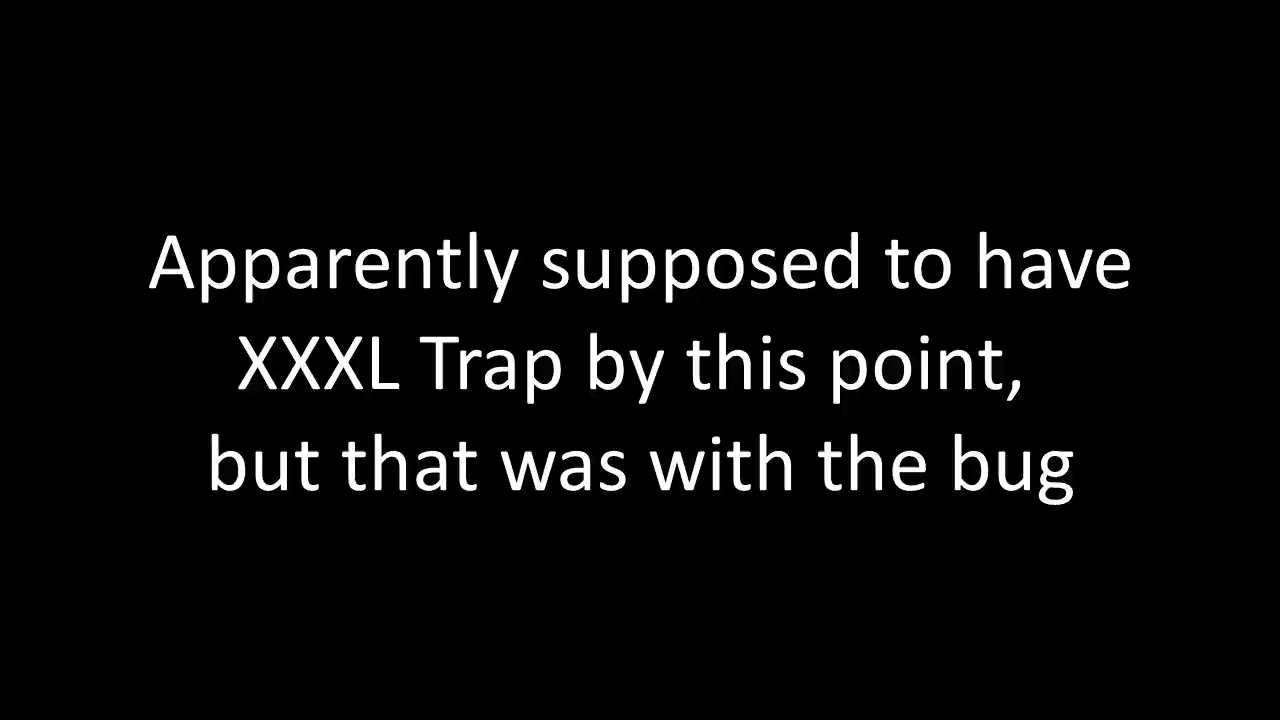 Apparently supposed to have
XXXL Trap by this point,
but that was with the bug